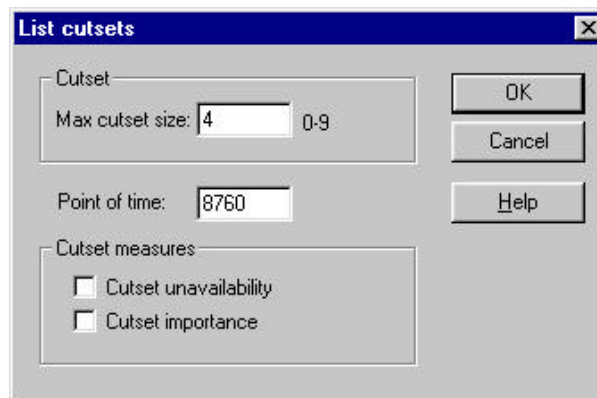 List cutsets
Cutset
Max cutset size: 4 0-9
Point of time: 8760
Cutset measures
Cutset unavailability
Cutset importance
OK
Cancel
Help